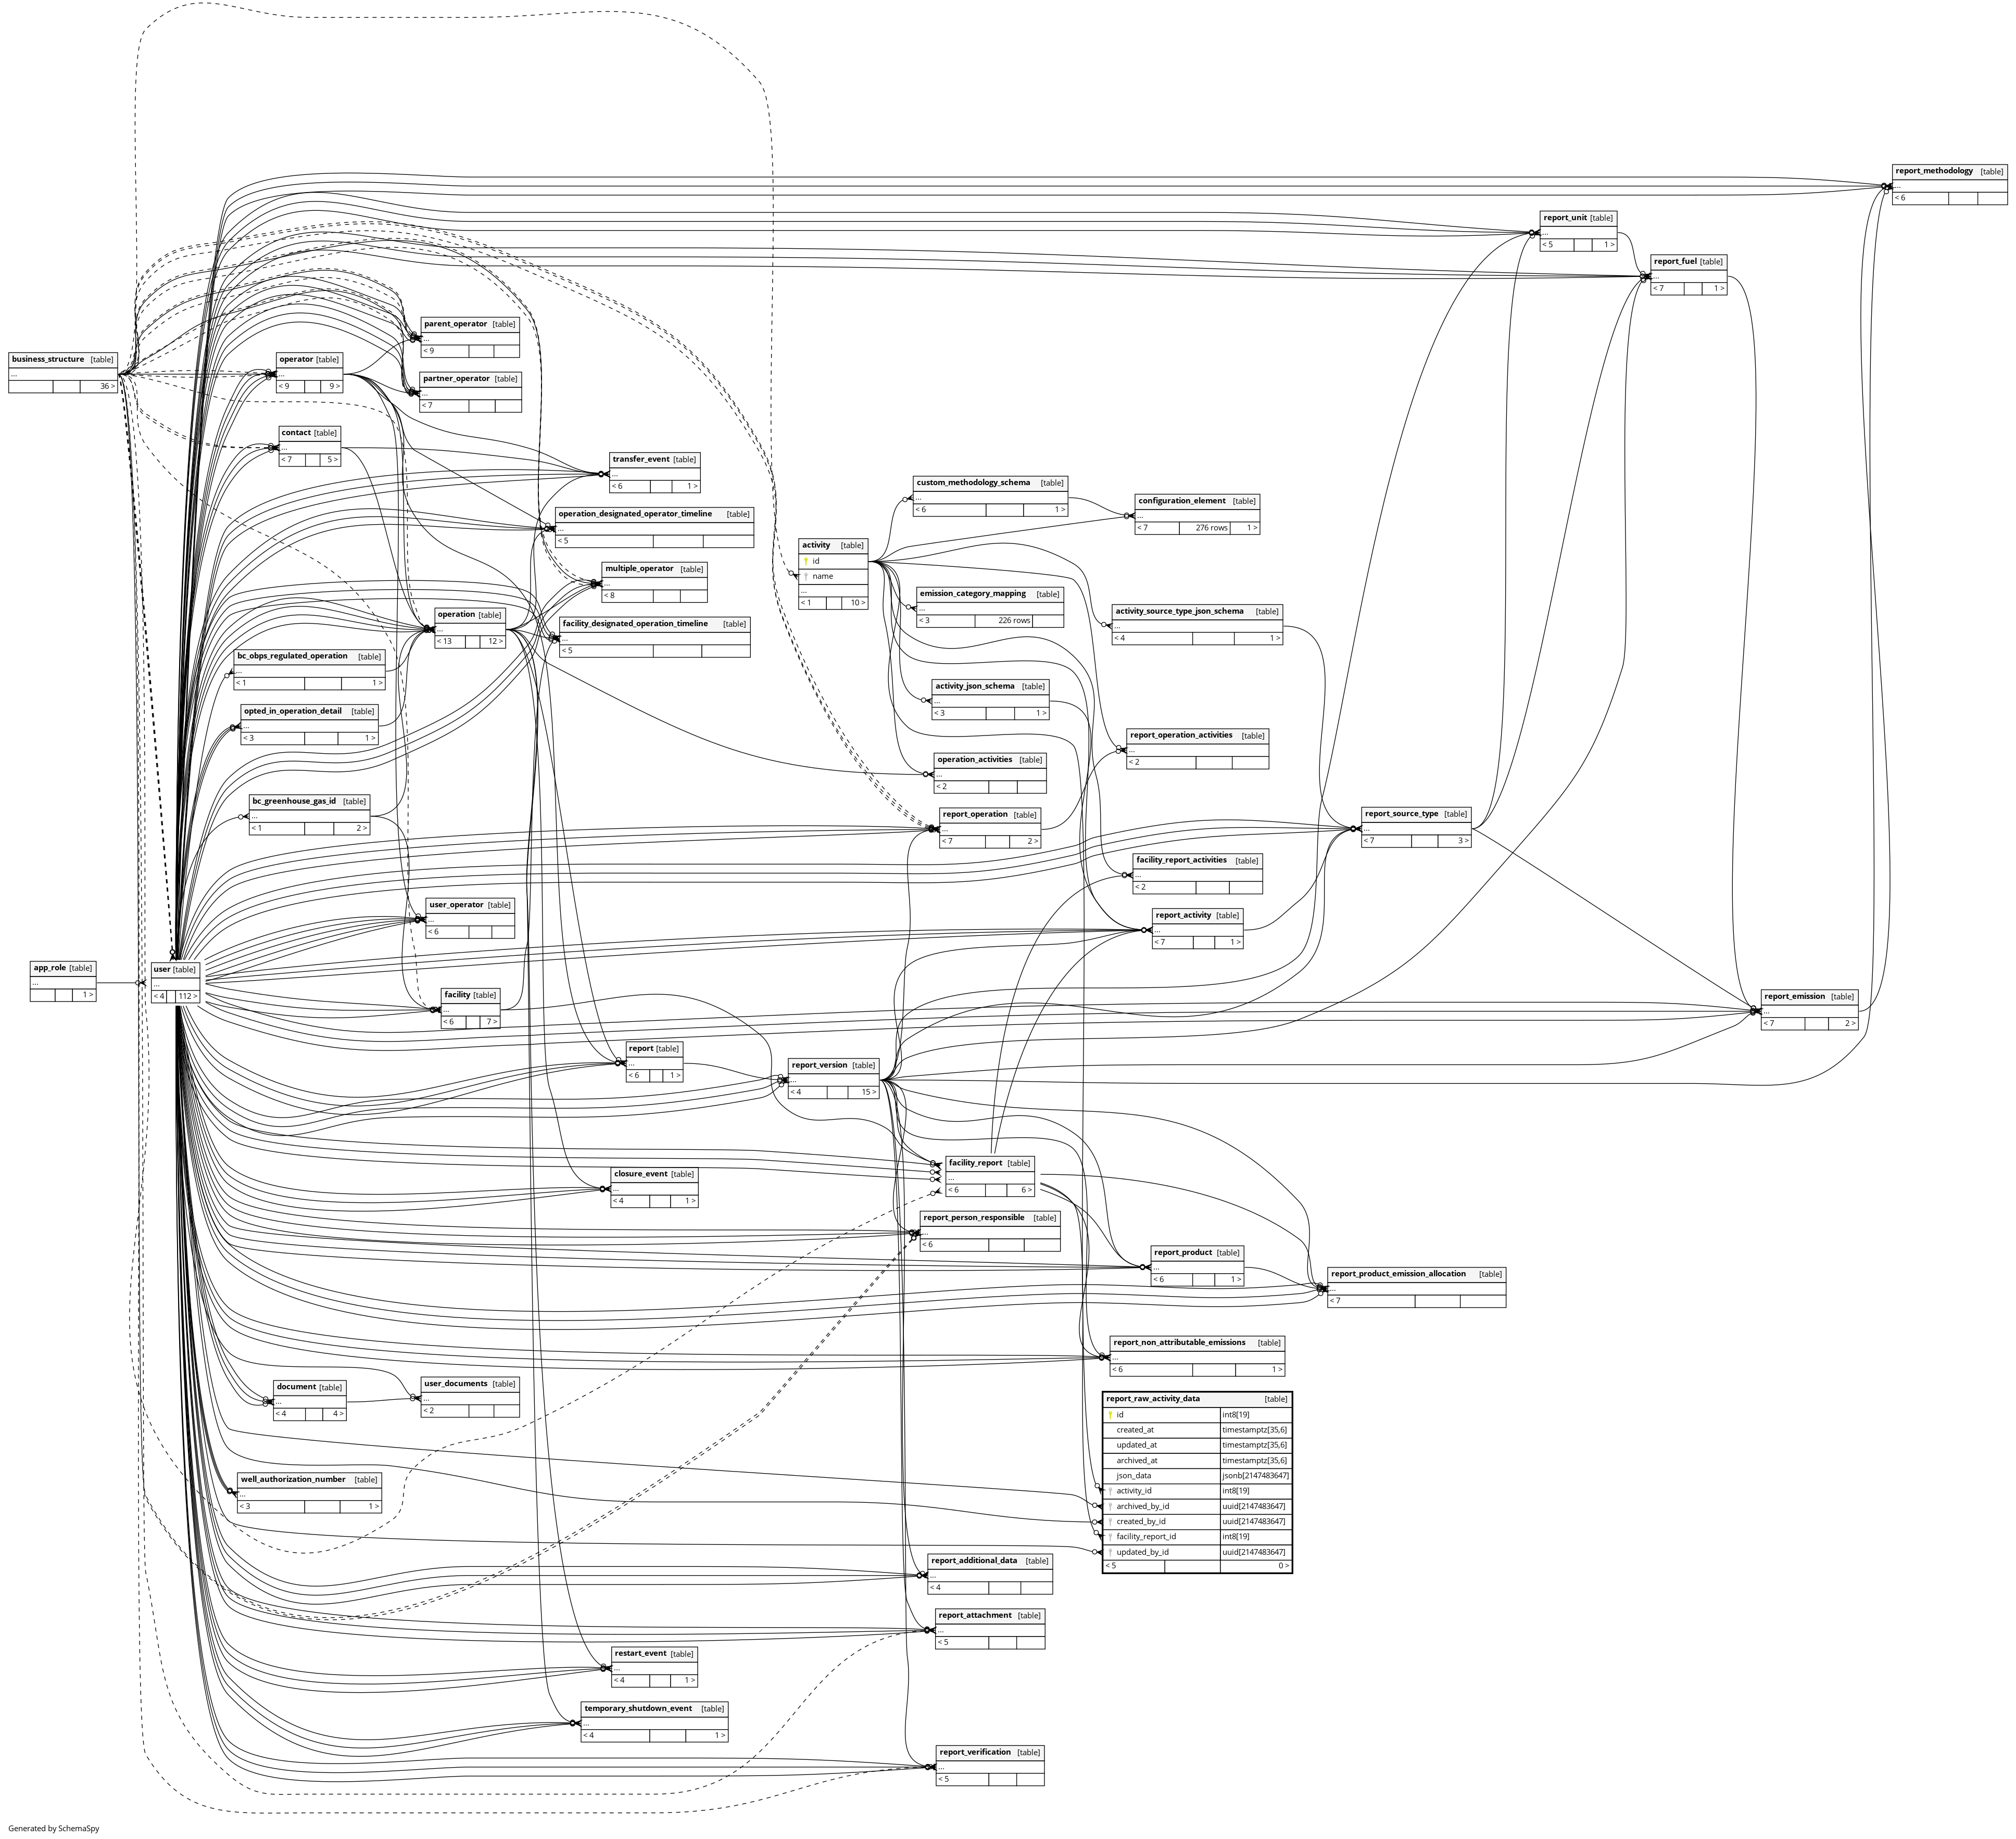 report_methodology [table]
...
< 6
report_unit [table]
...
< 5 1 >
report_fuel [table]
...
< 7 1 >
parent_operator [table]
...
< 9
business_structure [table]
...
36 >
operator [table]
...
< 9 9 >
partner_operator [table]
...
< 7
contact [table]
...
< 7 5 >
transfer_event [table]
...
< 6 1 >
custom_methodology_schema [table]
...
< 6 1 >
configuration_element [table]
...
< 7 276 rows 1 >
operation_designated_operator_timeline [table]
...
< 5
activity [table]
id
name
...
< 1 10 >
multiple_operator [table]
...
< 8
emission_category_mapping [table]
...
< 3 226 rows
activity_source_type_json_schema [table]
...
< 4 1 >
operation [table]
...
< 13 12 >
facility_designated_operation_timeline [table]
...
< 5
bc_obps_regulated_operation [table]
...
< 1 1 >
activity_json_schema [table]
...
< 3 1 >
opted_in_operation_detail [table]
...
< 3 1 >
report_operation_activities [table]
...
< 2
operation_activities [table]
...
< 2
bc_greenhouse_gas_id [table]
...
< 1 2 >
report_operation [table]
...
< 7 2 >
report_source_type [table]
...
< 7 3 >
facility_report_activities [table]
...
< 2
user_operator [table]
...
< 6
report_activity [table]
...
< 7 1 >
app_role [table]
...
1 >
user [table]
...
< 4 112 >
facility [table]
...
< 6 7 >
report_emission [table]
...
< 7 2 >
report [table]
...
< 6 1 >
report_version [table]
...
< 4 15 >
facility_report [table]
...
< 6 6 >
closure_event [table]
...
< 4 1 >
report_person_responsible [table]
...
< 6
report_product [table]
...
< 6 1 >
report_product_emission_allocation [table]
...
< 7
report_non_attributable_emissions [table]
...
< 6 1 >
document [table]
...
< 4 4 >
user_documents [table]
...
< 2
report_raw_activity_data [table]
id int8[19]
created_at timestamptz[35,6]
updated_at timestamptz[35,6]
archived_at timestamptz[35,6]
json_data jsonb[2147483647]
activity_id int8[19]
archived_by_id uuid[2147483647]
created_by_id uuid[2147483647]
facility_report_id int8[19]
updated_by_id uuid[2147483647]
< 5 0 >
well_authorization_number [table]
...
< 3 1 >
report_additional_data [table]
...
< 4
report_attachment [table]
...
< 5
restart_event [table]
...
< 4 1 >
temporary_shutdown_event [table]
...
< 4 1 >
report_verification [table]
...
< 5
Generated by SchemaSpy